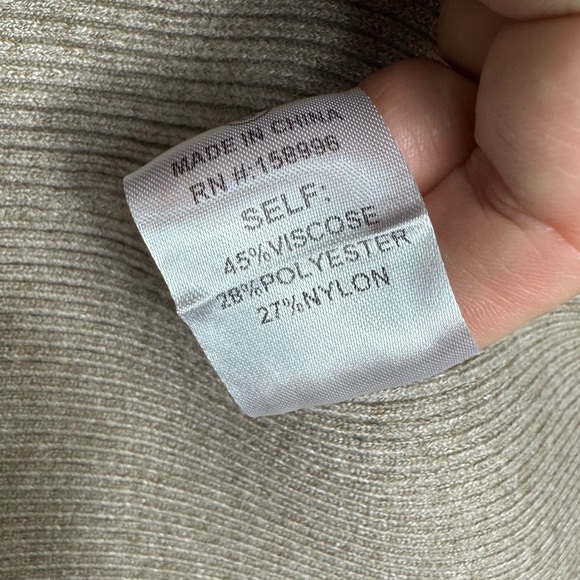 MADE IN CHINA
RN #:158996
SELF:
45%VISCOSE
28%POLYESTER
27%NYLON